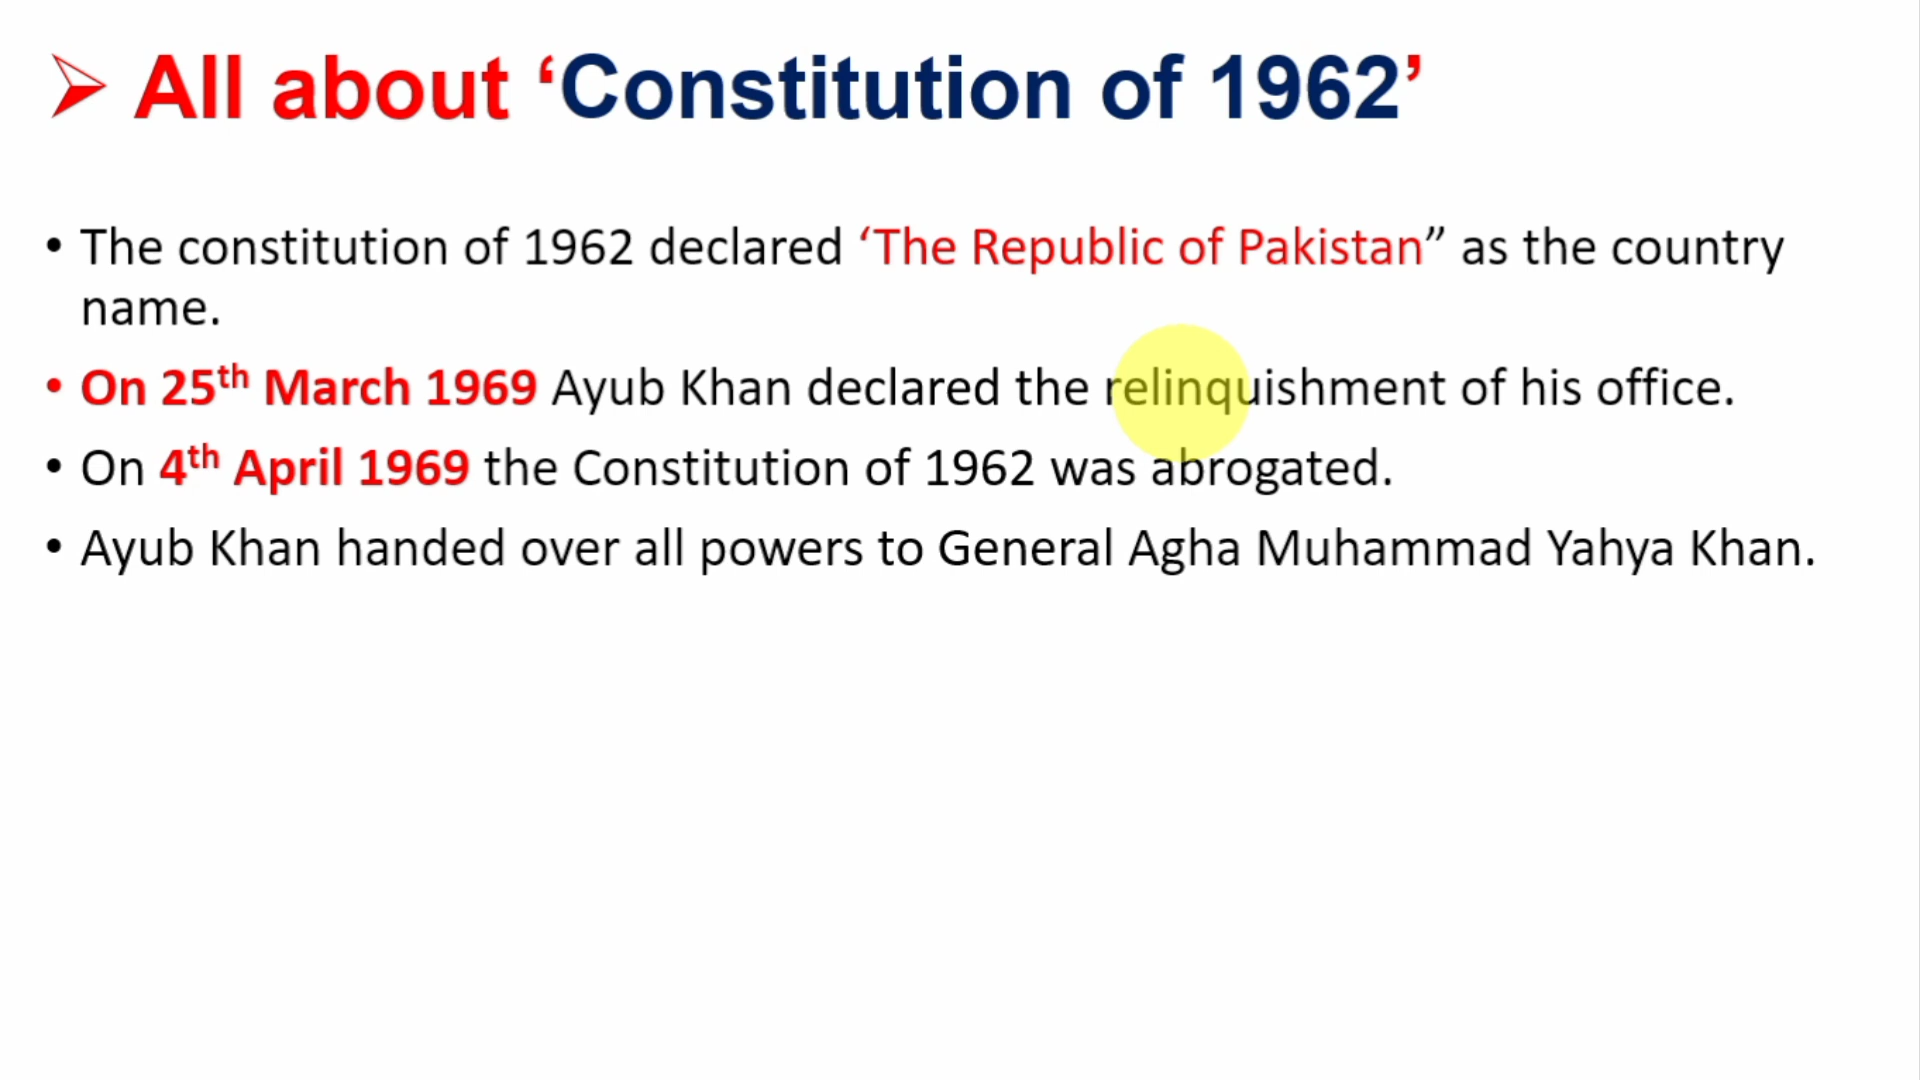 ➢ All about ‘Constitution of 1962’
• The constitution of 1962 declared ‘The Republic of Pakistan” as the country
name.
• On 25th March 1969 Ayub Khan declared the relinquishment of his office.
• On 4th April 1969 the Constitution of 1962 was abrogated.
• Ayub Khan handed over all powers to General Agha Muhammad Yahya Khan.